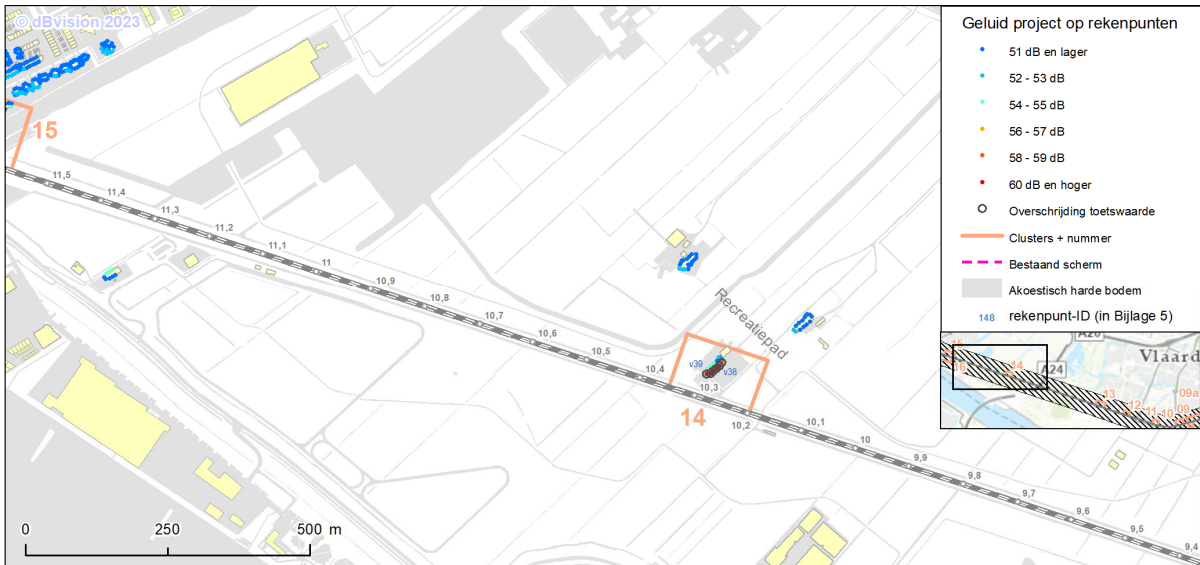 © dBvision 2023
15
11,5
11,4
11,3
11,2
11,1
11
10,9
10,8
10,7
10,6
10,5
10,4
10,3
10,2
10,1
10
9,9
9,8
9,7
9,6
9,5
9,4
Recreatiepad
v39
v38
14
0 250 500 m
Geluid project op rekenpunten
51 dB en lager
52 - 53 dB
54 - 55 dB
56 - 57 dB
58 - 59 dB
60 dB en hoger
Overschrijding toetswaarde
Clusters + nummer
Bestaand scherm
Akoestisch harde bodem
148 rekenpunt-ID (in Bijlage 5)
A20
Vlaard
A24
15
16
14
13
12
11
10
09
09a